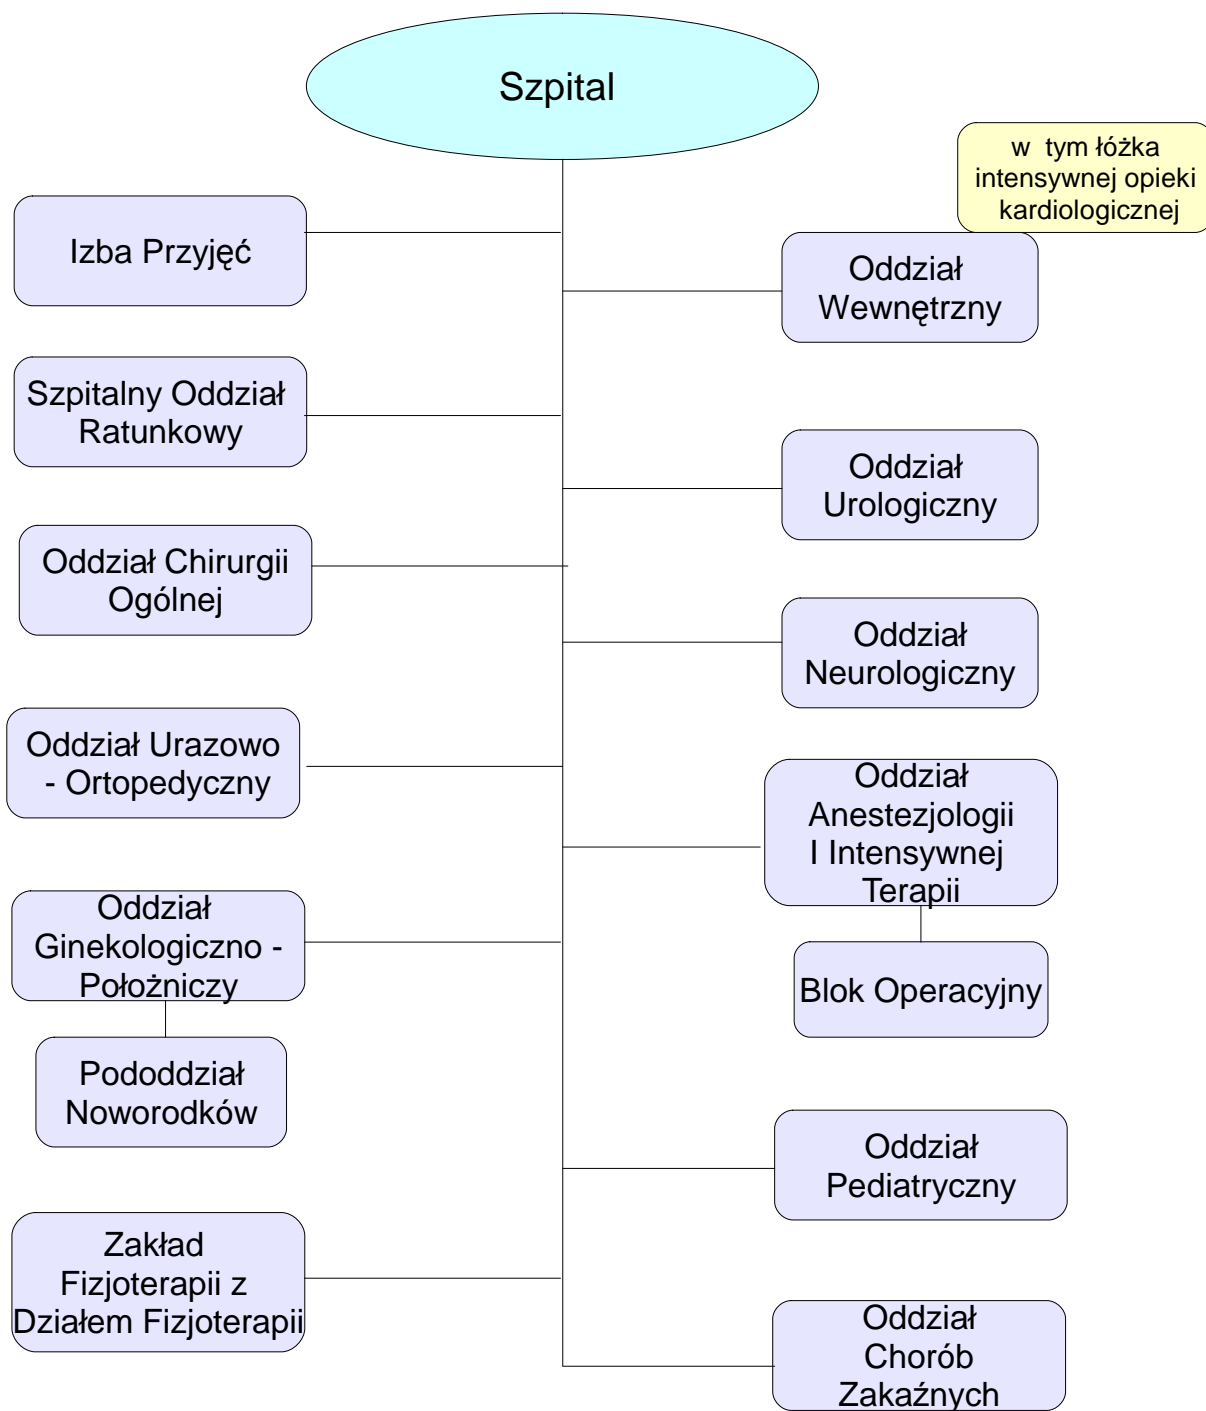 Szpital
w tym łóżka
intensywnej opieki
kardiologicznej
Izba Przyjęć
Oddział
Wewnętrzny
Szpitalny Oddział
Ratunkowy
Oddział
Urologiczny
Oddział Chirurgii
Ogólnej
Oddział
Neurologiczny
Oddział Urazowo
- Ortopedyczny
Oddział
Anestezjologii
I Intensywnej
Terapii
Oddział
Ginekologiczno -
Położniczy
Blok Operacyjny
Pododdział
Noworodków
Oddział
Pediatryczny
Zakład
Fizjoterapii z
Działem Fizjoterapii
Oddział
Chorób
Zakaźnych